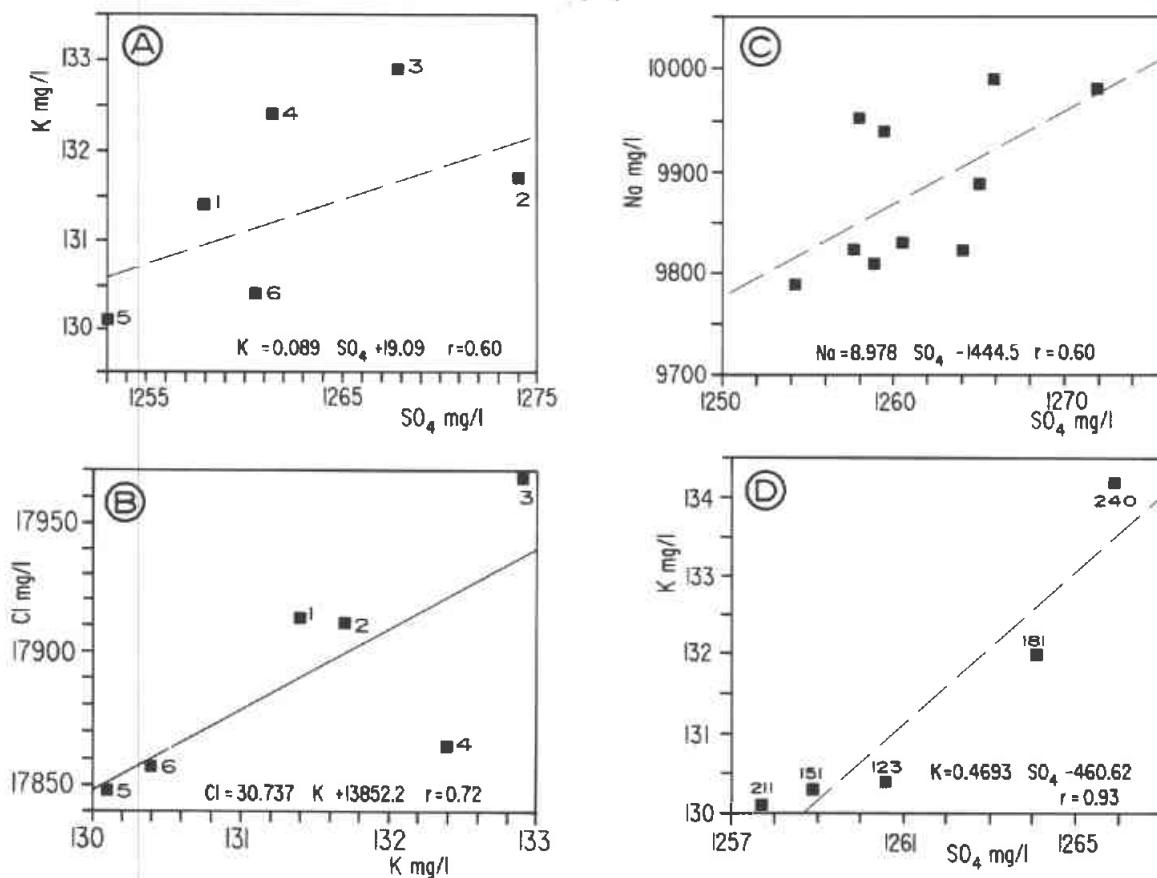 A
K mg/l
133
132
131
130
3
4
1
2
6
5
K = 0.089 SO4 +19.09 r=0.60
1255 1265 1275
SO4 mg/l
C
Na mg/l
10000
9900
9800
9700
Na=8.978 SO4 -1444.5 r=0.60
1250 1260 1270
SO4 mg/l
B
Cl mg/l
17950
17900
17850
3
1
2
4
6
5
Cl = 30.737 K +13852.2 r=0.72
130 131 132 133
K mg/l
D
K mg/l
134
133
132
131
130
240
181
123
151
211
K=0.4693 SO4 -460.62
r=0.93
1257 1261 1265
SO4 mg/l